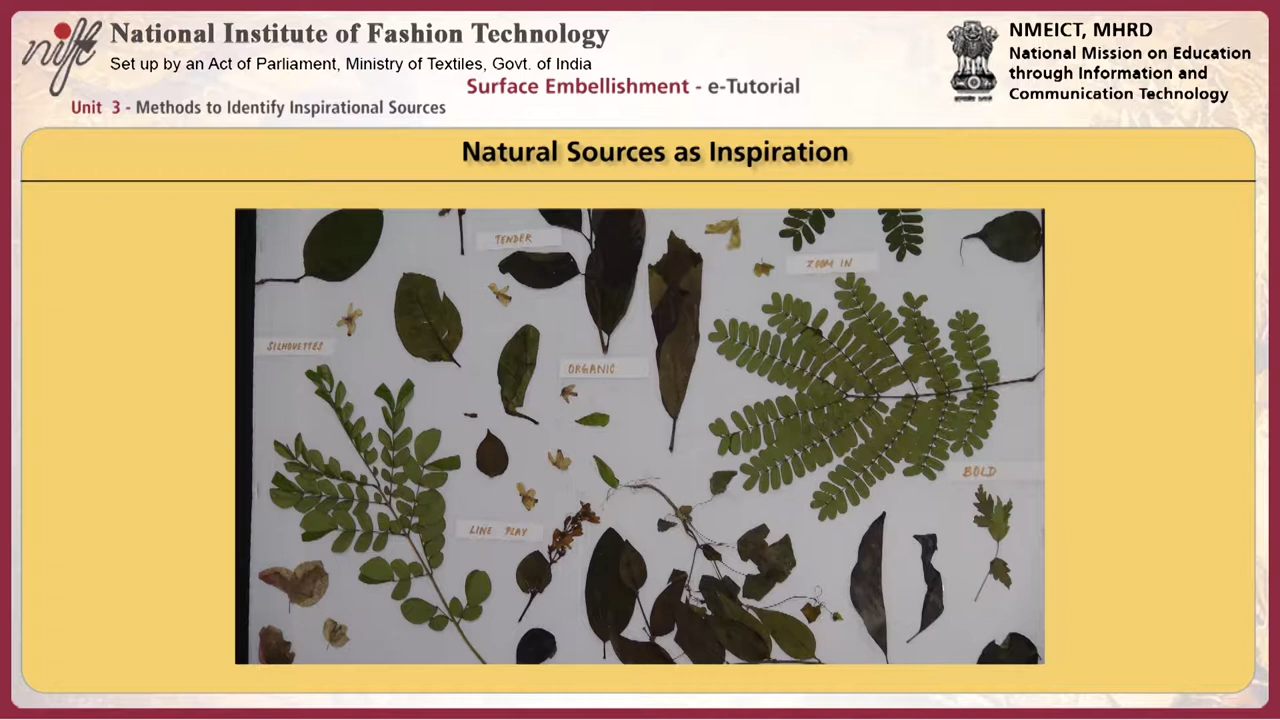 nift
National Institute of Fashion Technology
Set up by an Act of Parliament, Ministry of Textiles, Govt. of India
Surface Embellishment - e-Tutorial
Unit 3 - Methods to Identify Inspirational Sources
NMEICT, MHRD
National Mission on Education
through Information and
Communication Technology
Natural Sources as Inspiration
TENDER
ZOOM IN
SILHOUETTES
ORGANIC
BOLD
LINE PLAY